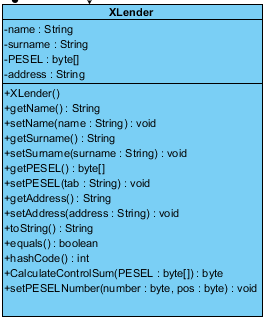 XLender
-name : String
-surname : String
-PESEL : byte[]
-address : String
+XLender()
+getName() : String
+setName(name : String) : void
+getSurname() : String
+setSurname(surname : String) : void
+getPESEL() : byte[]
+setPESEL(tab : String) : void
+getAddress() : String
+setAddress(address : String) : void
+toString() : String
+equals() : boolean
+hashCode() : int
+CalculateControlSum(PESEL : byte[]) : byte
+setPESELNumber(number : byte, pos : byte) : void